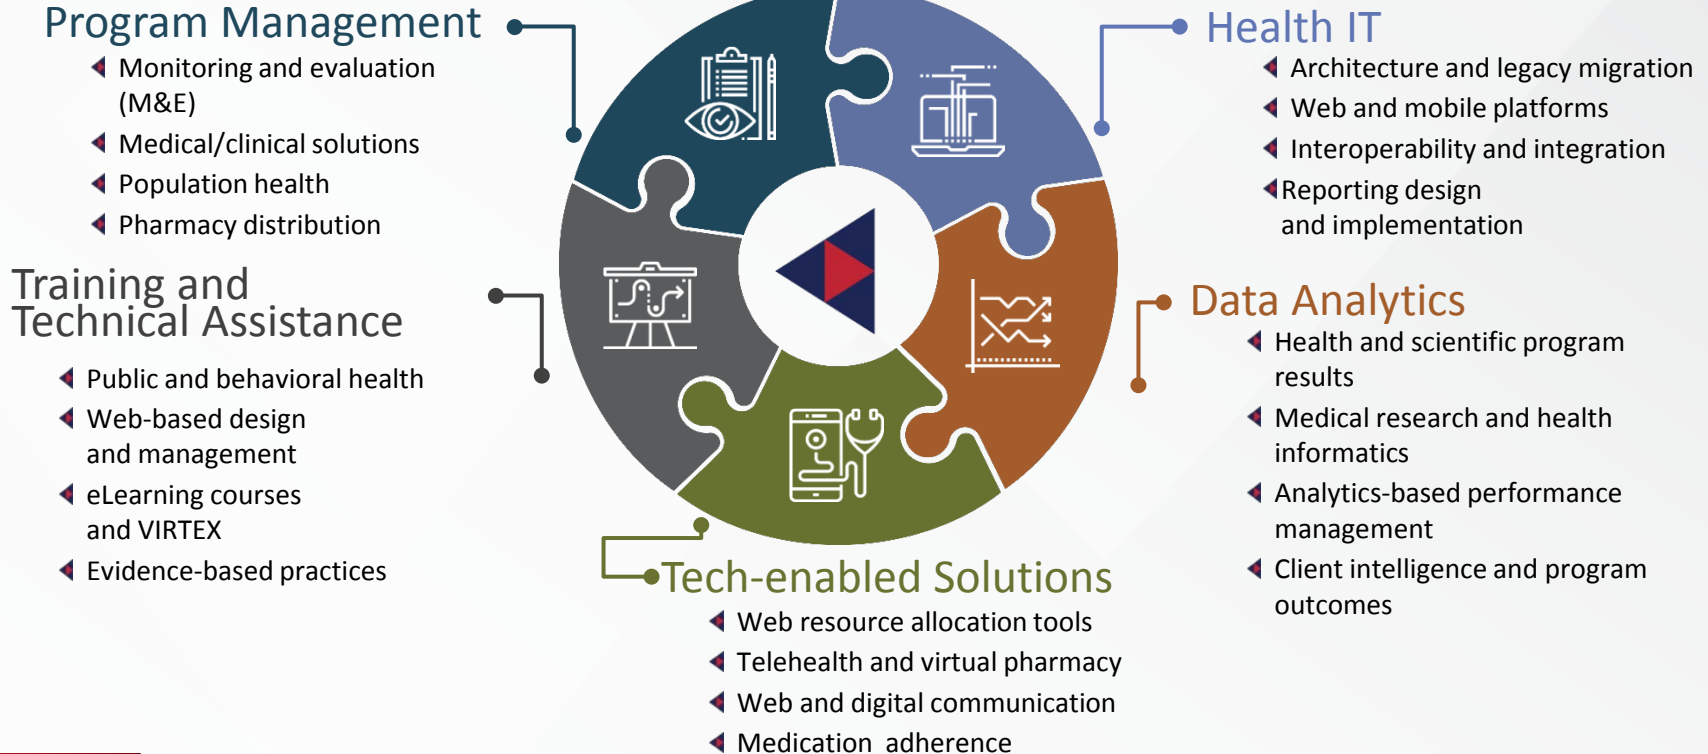 Program Management
Monitoring and evaluation
(M&E)
Medical/clinical solutions
Population health
Pharmacy distribution
Training and
Technical Assistance
Public and behavioral health
Web-based design
and management
eLearning courses
and VIRTEX
Evidence-based practices
Health IT
Architecture and legacy migration
Web and mobile platforms
Interoperability and integration
Reporting design
and implementation
Data Analytics
Health and scientific program
results
Medical research and health
informatics
Analytics-based performance
management
Client intelligence and program
outcomes
Tech-enabled Solutions
Web resource allocation tools
Telehealth and virtual pharmacy
Web and digital communication
Medication adherence